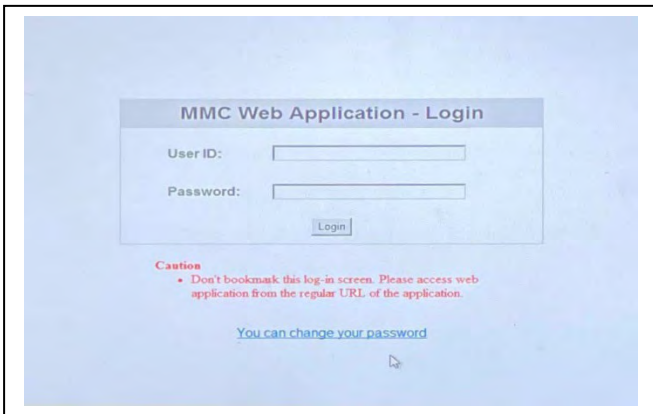 MMC Web Application - Login
User ID:
Password:
Login
Caution
• Don't bookmark this log-in screen. Please access web
application from the regular URL of the application.
You can change your password